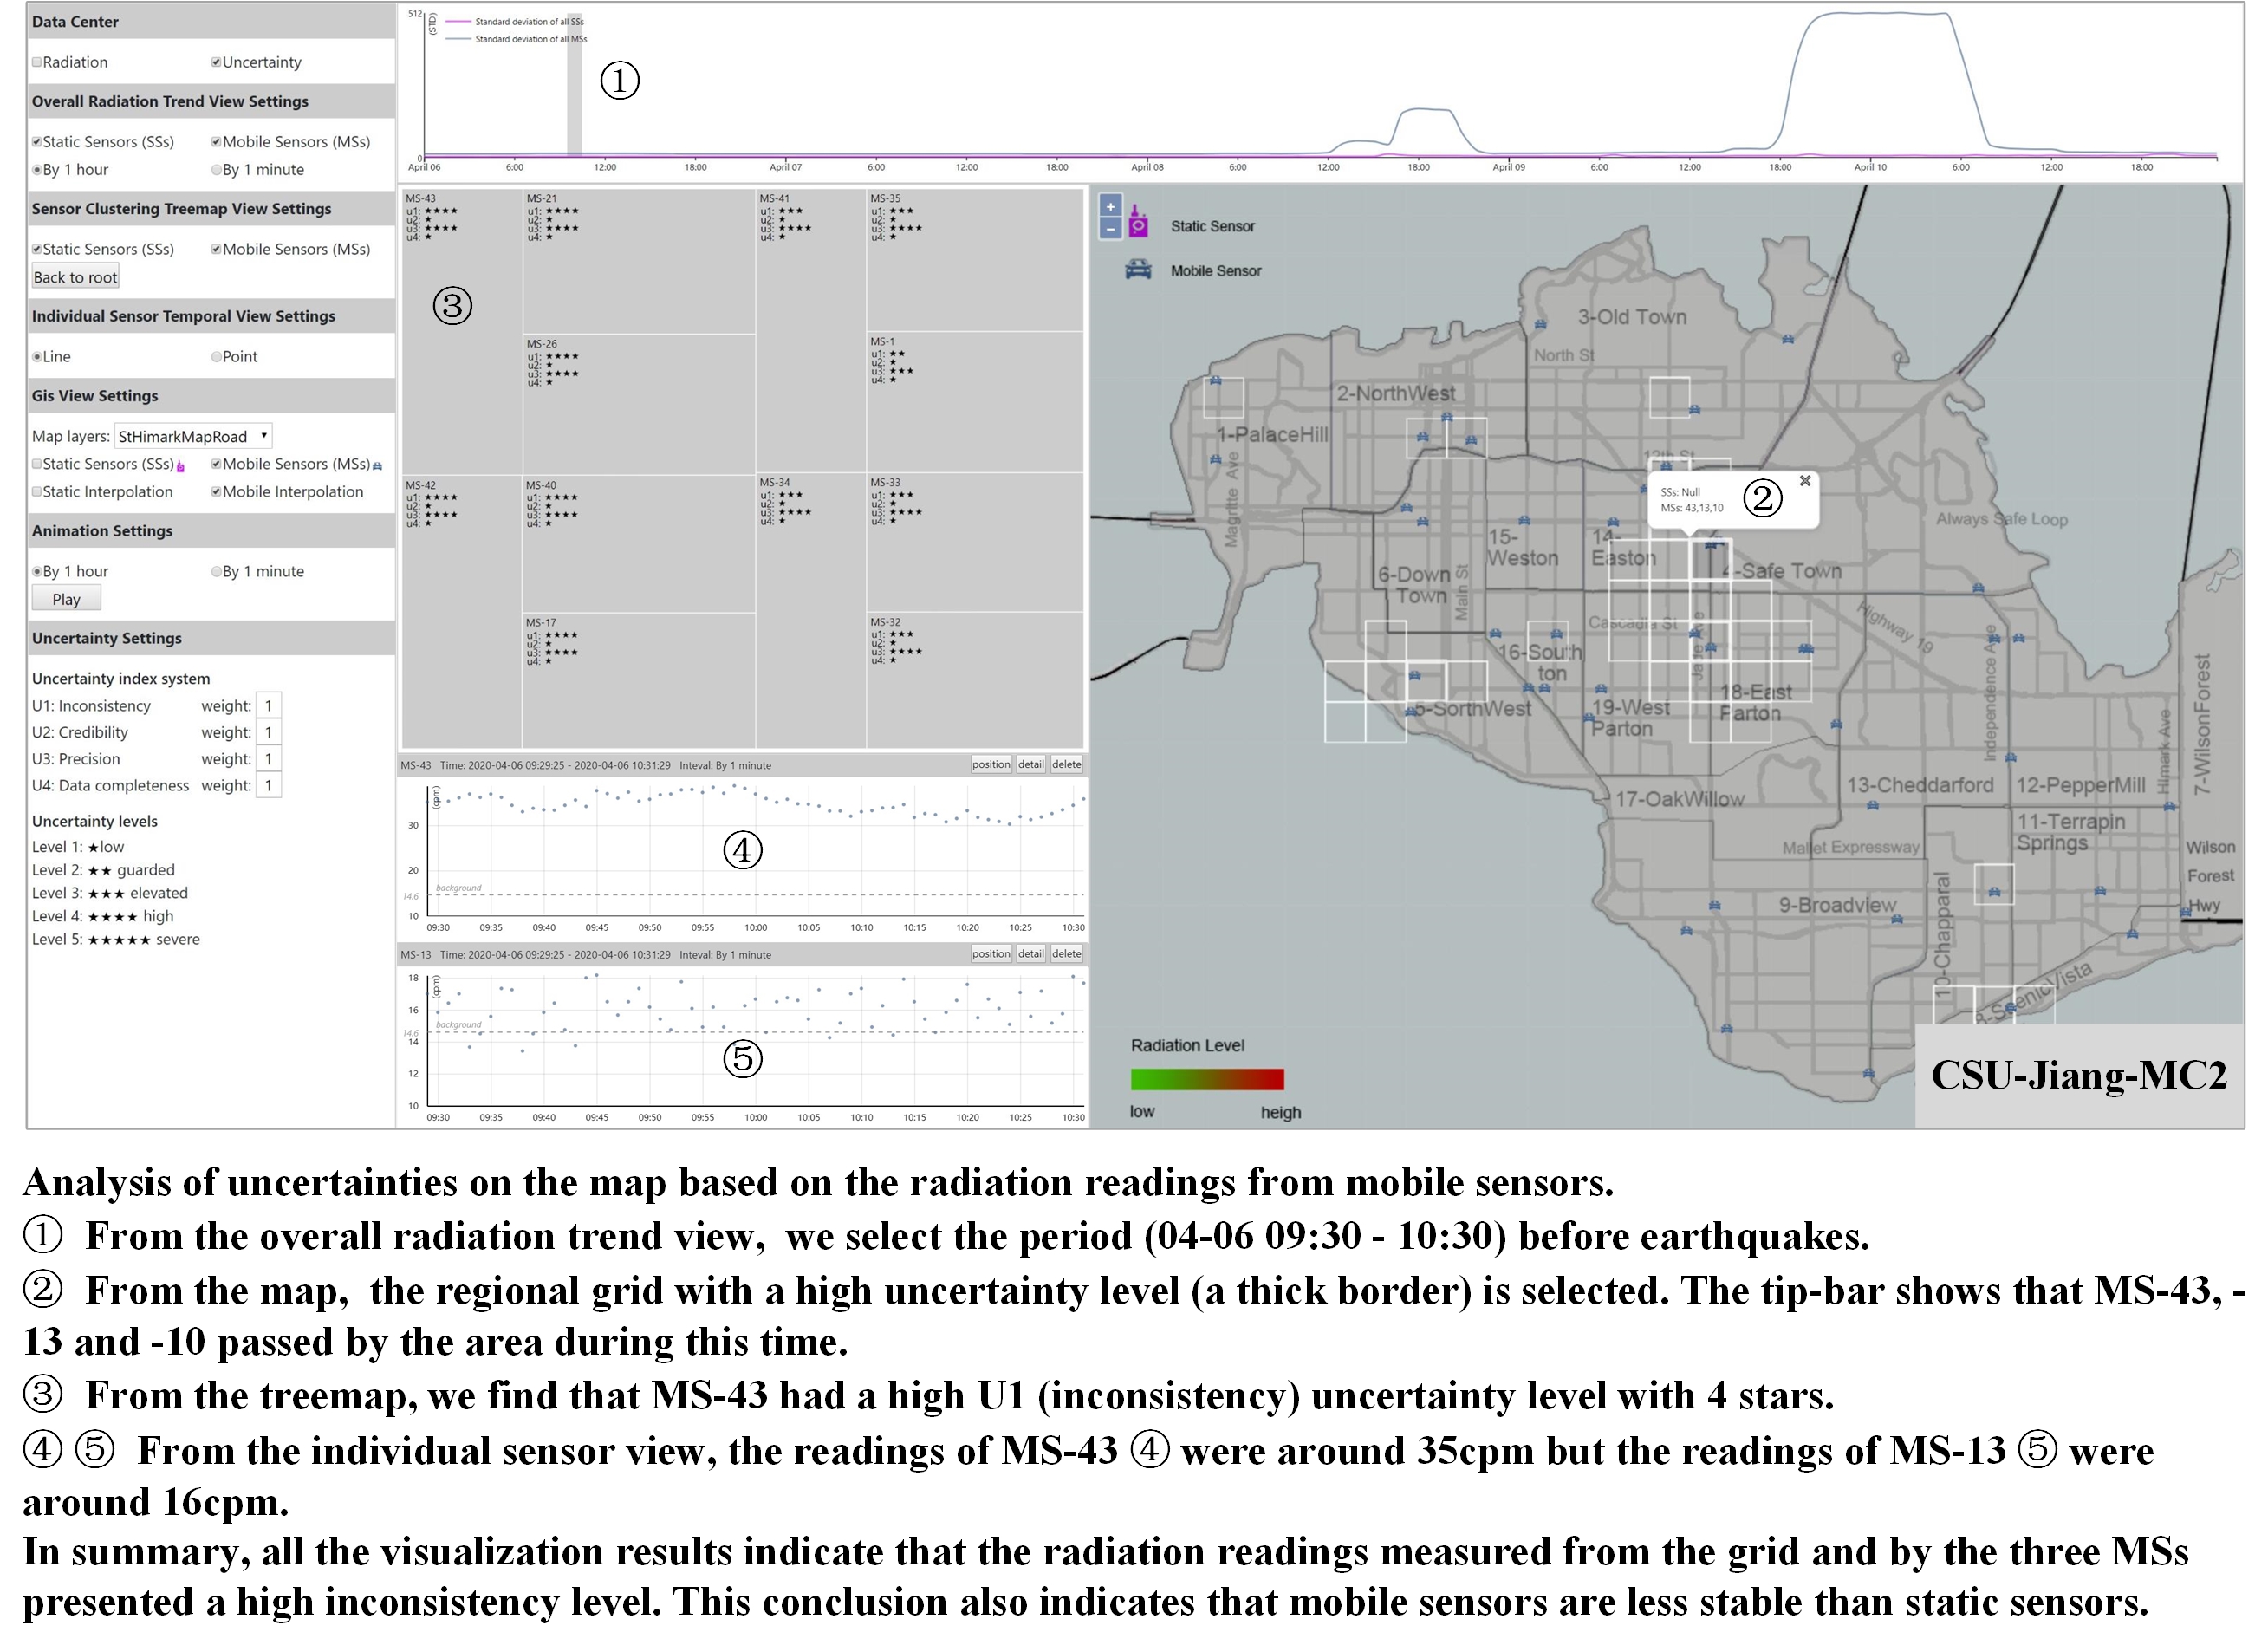 Data Center
Radiation
Uncertainty
Overall Radiation Trend View Settings
Static Sensors (SSs)
Mobile Sensors (MSs)
By 1 hour
By 1 minute
Sensor Clustering Treemap View Settings
Static Sensors (SSs)
Mobile Sensors (MSs)
Back to root
Individual Sensor Temporal View Settings
Line
Point
Gis View Settings
Map layers: StHimarkMapRoad
Static Sensors (SSs)
Mobile Sensors (MSs)
Static Interpolation
Mobile Interpolation
Animation Settings
By 1 hour
By 1 minute
Play
Uncertainty Settings
Uncertainty index system
U1: Inconsistency weight: 1
U2: Credibility weight: 1
U3: Precision weight: 1
U4: Data completeness weight: 1
Uncertainty levels
Level 1: ★low
Level 2: ★★ guarded
Level 3: ★★★ elevated
Level 4: ★★★★ high
Level 5: ★★★★★ severe
512
(STD)
Standard deviation of all SSs
Standard deviation of all MSs
①
0
April 06 6:00 12:00 18:00 April 07 6:00 12:00 18:00 April 08 6:00 12:00 18:00 April 09 6:00 12:00 18:00 April 10 6:00 12:00 18:00
MS-43
u1: ★★★★
u2: ★
u3: ★★★★
u4: ★
③
MS-21
u1: ★★★★
u2: ★
u3: ★★★★
u4: ★
MS-41
u1: ★★★
u2: ★
u3: ★★★★
u4: ★
MS-35
u1: ★★★
u2: ★
u3: ★★★★
u4: ★
MS-26
u1: ★★★★
u2: ★
u3: ★★★★
u4: ★
MS-1
u1: ★★
u2: ★
u3: ★★★
u4: ★
MS-42
u1: ★★★★
u2: ★
u3: ★★★★
u4: ★
MS-40
u1: ★★★★
u2: ★
u3: ★★★★
u4: ★
MS-34
u1: ★★★
u2: ★
u3: ★★★★
u4: ★
MS-33
u1: ★★★
u2: ★
u3: ★★★★
u4: ★
MS-17
u1: ★★★★
u2: ★
u3: ★★★★
u4: ★
MS-32
u1: ★★★
u2: ★
u3: ★★★★
u4: ★
MS-43 Time: 2020-04-06 09:29:25 - 2020-04-06 10:31:29 Inteval: By 1 minute position detail delete
(cpm)
30
④
20
background
14.6
10
09:30 09:35 09:40 09:45 09:50 09:55 10:00 10:05 10:10 10:15 10:20 10:25 10:30
MS-13 Time: 2020-04-06 09:29:25 - 2020-04-06 10:31:29 Inteval: By 1 minute position detail delete
18
(cpm)
16
background
14.6
14
⑤
12
10
09:30 09:35 09:40 09:45 09:50 09:55 10:00 10:05 10:10 10:15 10:20 10:25 10:30
+
−
Static Sensor
Mobile Sensor
3-Old Town
North St
2-NorthWest
1-PalaceHill
Magritte Ave
12th St
SSs: Null
MSs: 43,13,10
②
Always Safe Loop
15-
Weston
14-
Easton
4-Safe Town
6-Down
Town
Main St
Cascadia St
Highway 19
Jade Ave
16-South
ton
Independence Ave
5-SorthWest
19-West
Parton
18-East
Parton
Hilmark Ave
7-WilsonForest
17-OakWillow
13-Cheddarford
12-PepperMill
11-Terrapin
Springs
Mallet Expressway
Wilson
Forest
Hwy
9-Broadview
10-Chapparal
8-ScenicVista
Radiation Level
low
heigh
CSU-Jiang-MC2
Analysis of uncertainties on the map based on the radiation readings from mobile sensors.
① From the overall radiation trend view, we select the period (04-06 09:30 - 10:30) before earthquakes.
② From the map, the regional grid with a high uncertainty level (a thick border) is selected. The tip-bar shows that MS-43, -
13 and -10 passed by the area during this time.
③ From the treemap, we find that MS-43 had a high U1 (inconsistency) uncertainty level with 4 stars.
④ ⑤ From the individual sensor view, the readings of MS-43 ④ were around 35cpm but the readings of MS-13 ⑤ were
around 16cpm.
In summary, all the visualization results indicate that the radiation readings measured from the grid and by the three MSs
presented a high inconsistency level. This conclusion also indicates that mobile sensors are less stable than static sensors.